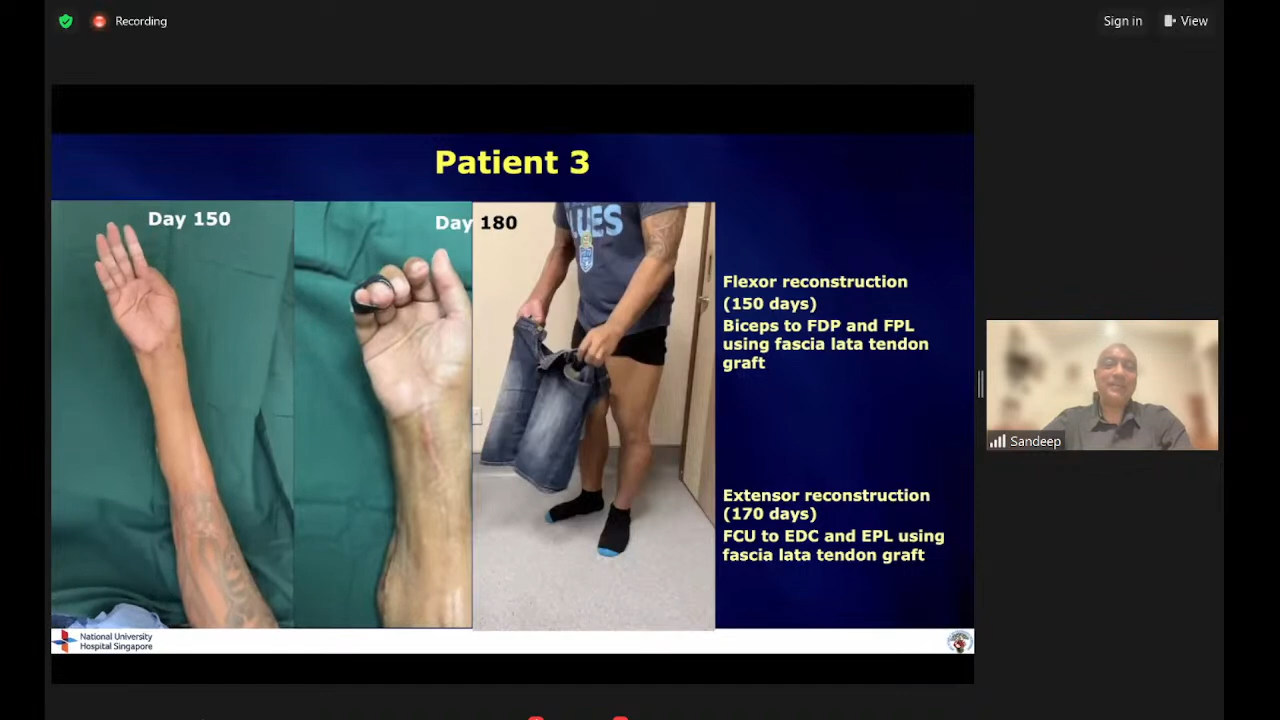 Recording
Sign in
View
Patient 3
Day 150
Day 180
LUES
Flexor reconstruction
(150 days)
Biceps to FDP and FPL
using fascia lata tendon
graft
Extensor reconstruction
(170 days)
FCU to EDC and EPL using
fascia lata tendon graft
Sandeep
National University
Hospital Singapore